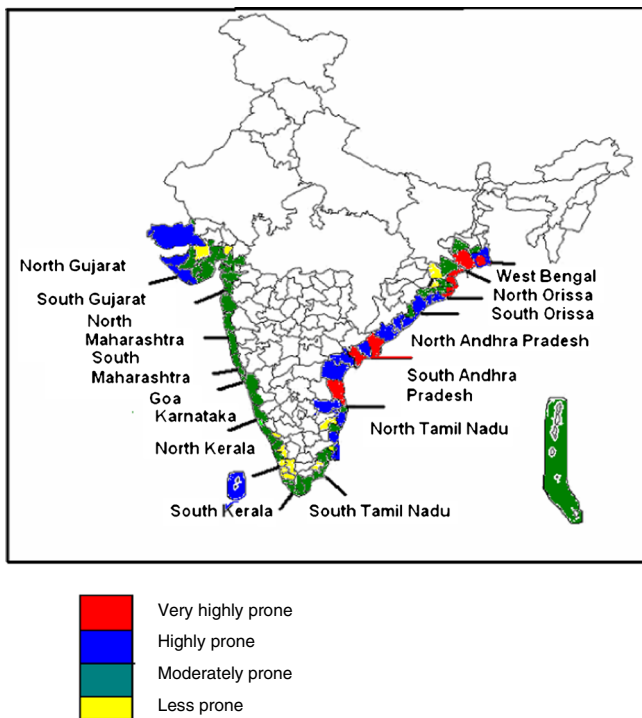 North Gujarat
South Gujarat
North
Maharashtra
South
Maharashtra
Goa
Karnataka
North Kerala
South Kerala
South Tamil Nadu
West Bengal
North Orissa
South Orissa
North Andhra Pradesh
South Andhra
Pradesh
North Tamil Nadu
Very highly prone
Highly prone
Moderately prone
Less prone